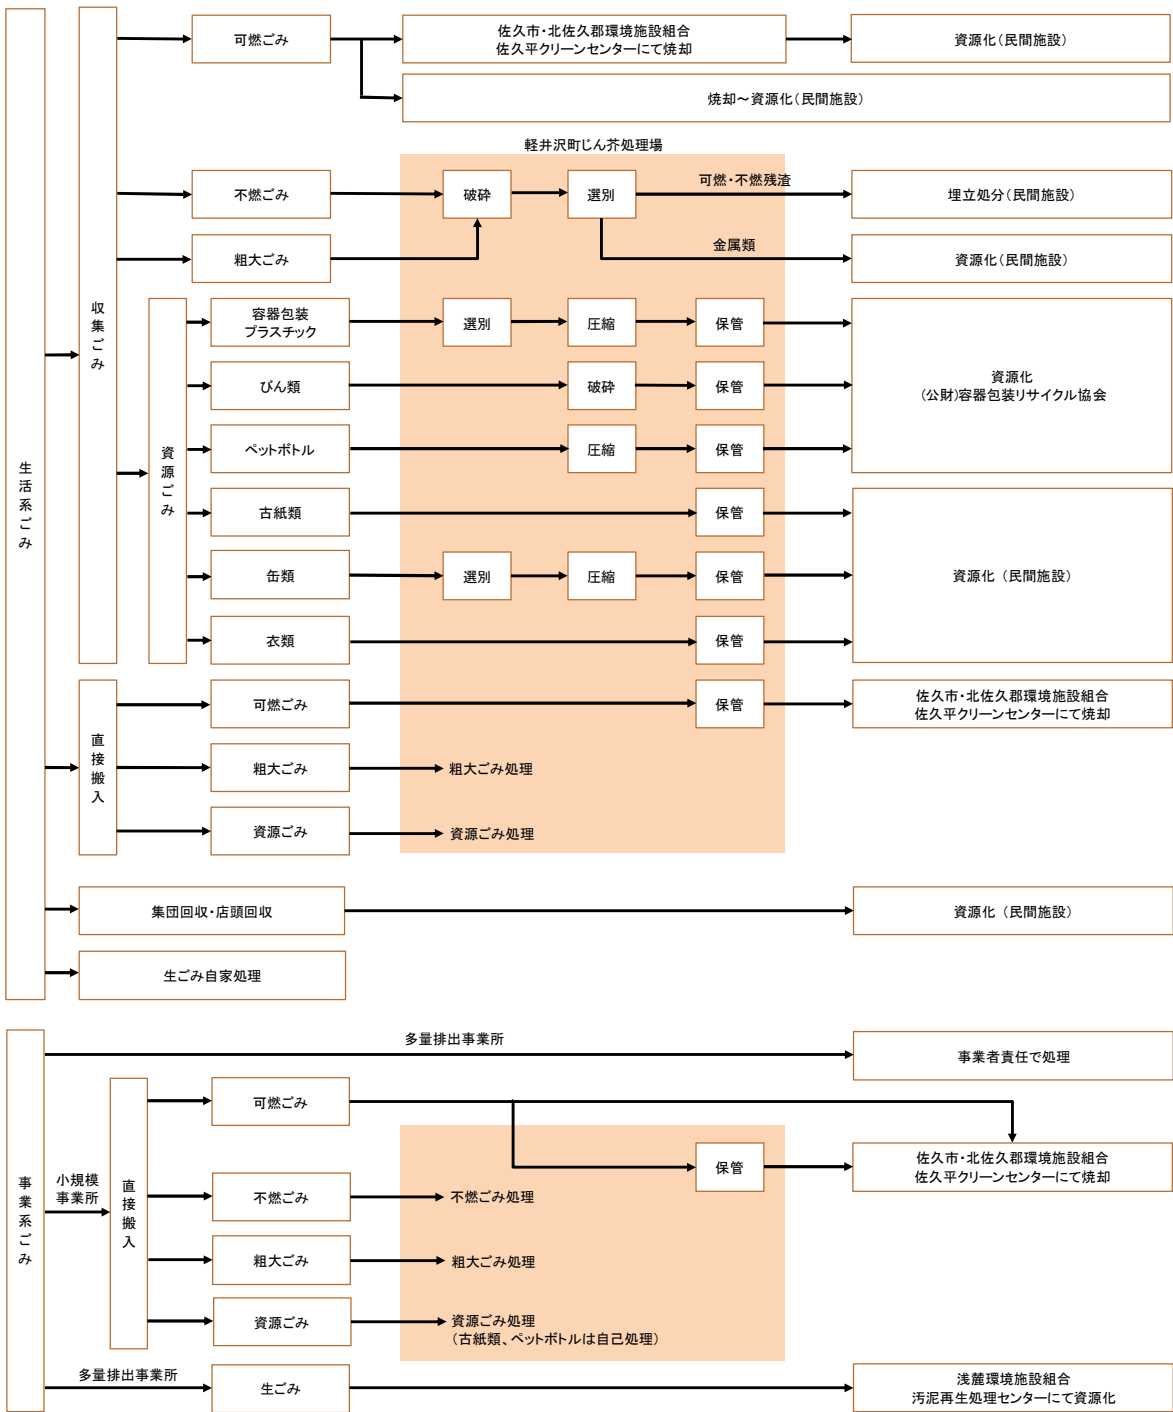 生活系ごみ
収集ごみ
可燃ごみ
佐久市・北佐久郡環境施設組合
佐久平クリーンセンターにて焼却
資源化(民間施設)
焼却～資源化(民間施設)
軽井沢町じん芥処理場
不燃ごみ
破砕
選別
可燃・不燃残渣
埋立処分(民間施設)
粗大ごみ
金属類
資源化(民間施設)
資源ごみ
容器包装
プラスチック
選別
圧縮
保管
びん類
破砕
保管
資源化
(公財)容器包装リサイクル協会
ペットボトル
圧縮
保管
古紙類
保管
缶類
選別
圧縮
保管
資源化 (民間施設)
衣類
保管
直接搬入
可燃ごみ
保管
佐久市・北佐久郡環境施設組合
佐久平クリーンセンターにて焼却
粗大ごみ
粗大ごみ処理
資源ごみ
資源ごみ処理
集団回収・店頭回収
資源化 (民間施設)
生ごみ自家処理
事業系ごみ
多量排出事業所
事業者責任で処理
小規模
事業所
直接搬入
可燃ごみ
保管
佐久市・北佐久郡環境施設組合
佐久平クリーンセンターにて焼却
不燃ごみ
不燃ごみ処理
粗大ごみ
粗大ごみ処理
資源ごみ
資源ごみ処理
(古紙類、ペットボトルは自己処理)
多量排出事業所
生ごみ
浅麓環境施設組合
汚泥再生処理センターにて資源化